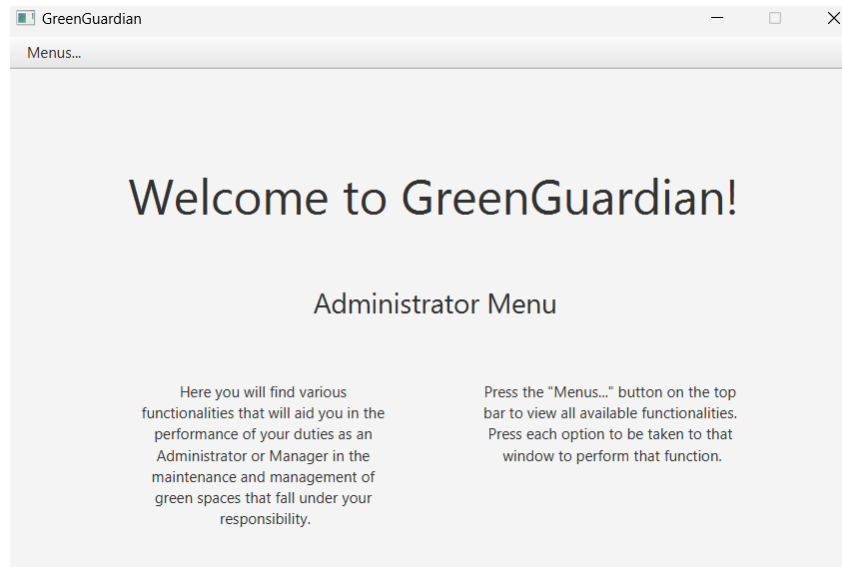 GreenGuardian
Menus...
Welcome to GreenGuardian!
Administrator Menu
Here you will find various
functionalities that will aid you in the
performance of your duties as an
Administrator or Manager in the
maintenance and management of
green spaces that fall under your
responsibility.
Press the "Menus..." button on the top
bar to view all available functionalities.
Press each option to be taken to that
window to perform that function.